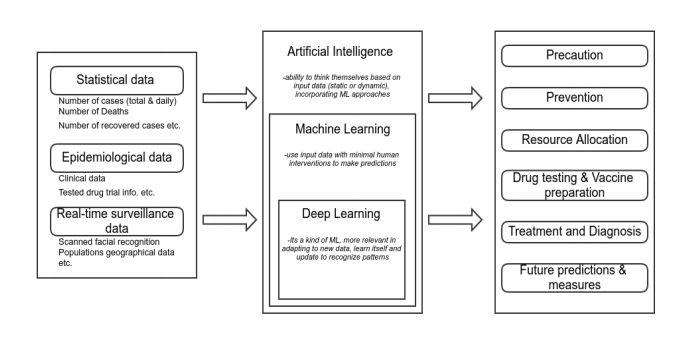 Statistical data
Number of cases (total & daily)
Number of Deaths
Number of recovered cases etc.
Epidemiological data
Clinical data
Tested drug trial info. etc.
Real-time surveillance
data
Scanned facial recognition
Populations geographical data
etc.
Artificial Intelligence
-ability to think themselves based on
input data (static or dynamic),
incorporating ML approaches
Machine Learning
-use input data with minimal human
interventions to make predictions
Deep Learning
-Its a kind of ML, more relevant in
adapting to new data, learn itself and
update to recognize patterns
Precaution
Prevention
Resource Allocation
Drug testing & Vaccine
preparation
Treatment and Diagnosis
Future predictions &
measures